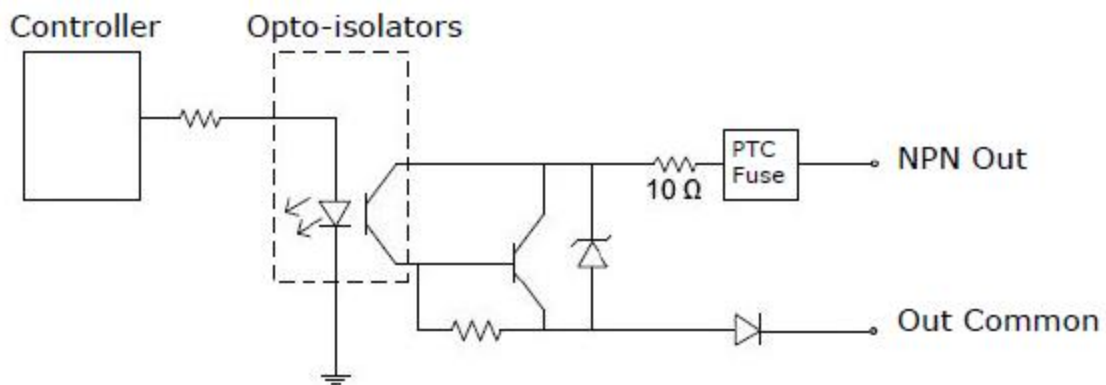 Controller
Opto-isolators
PTC
Fuse
NPN Out
10 Ω
Out Common